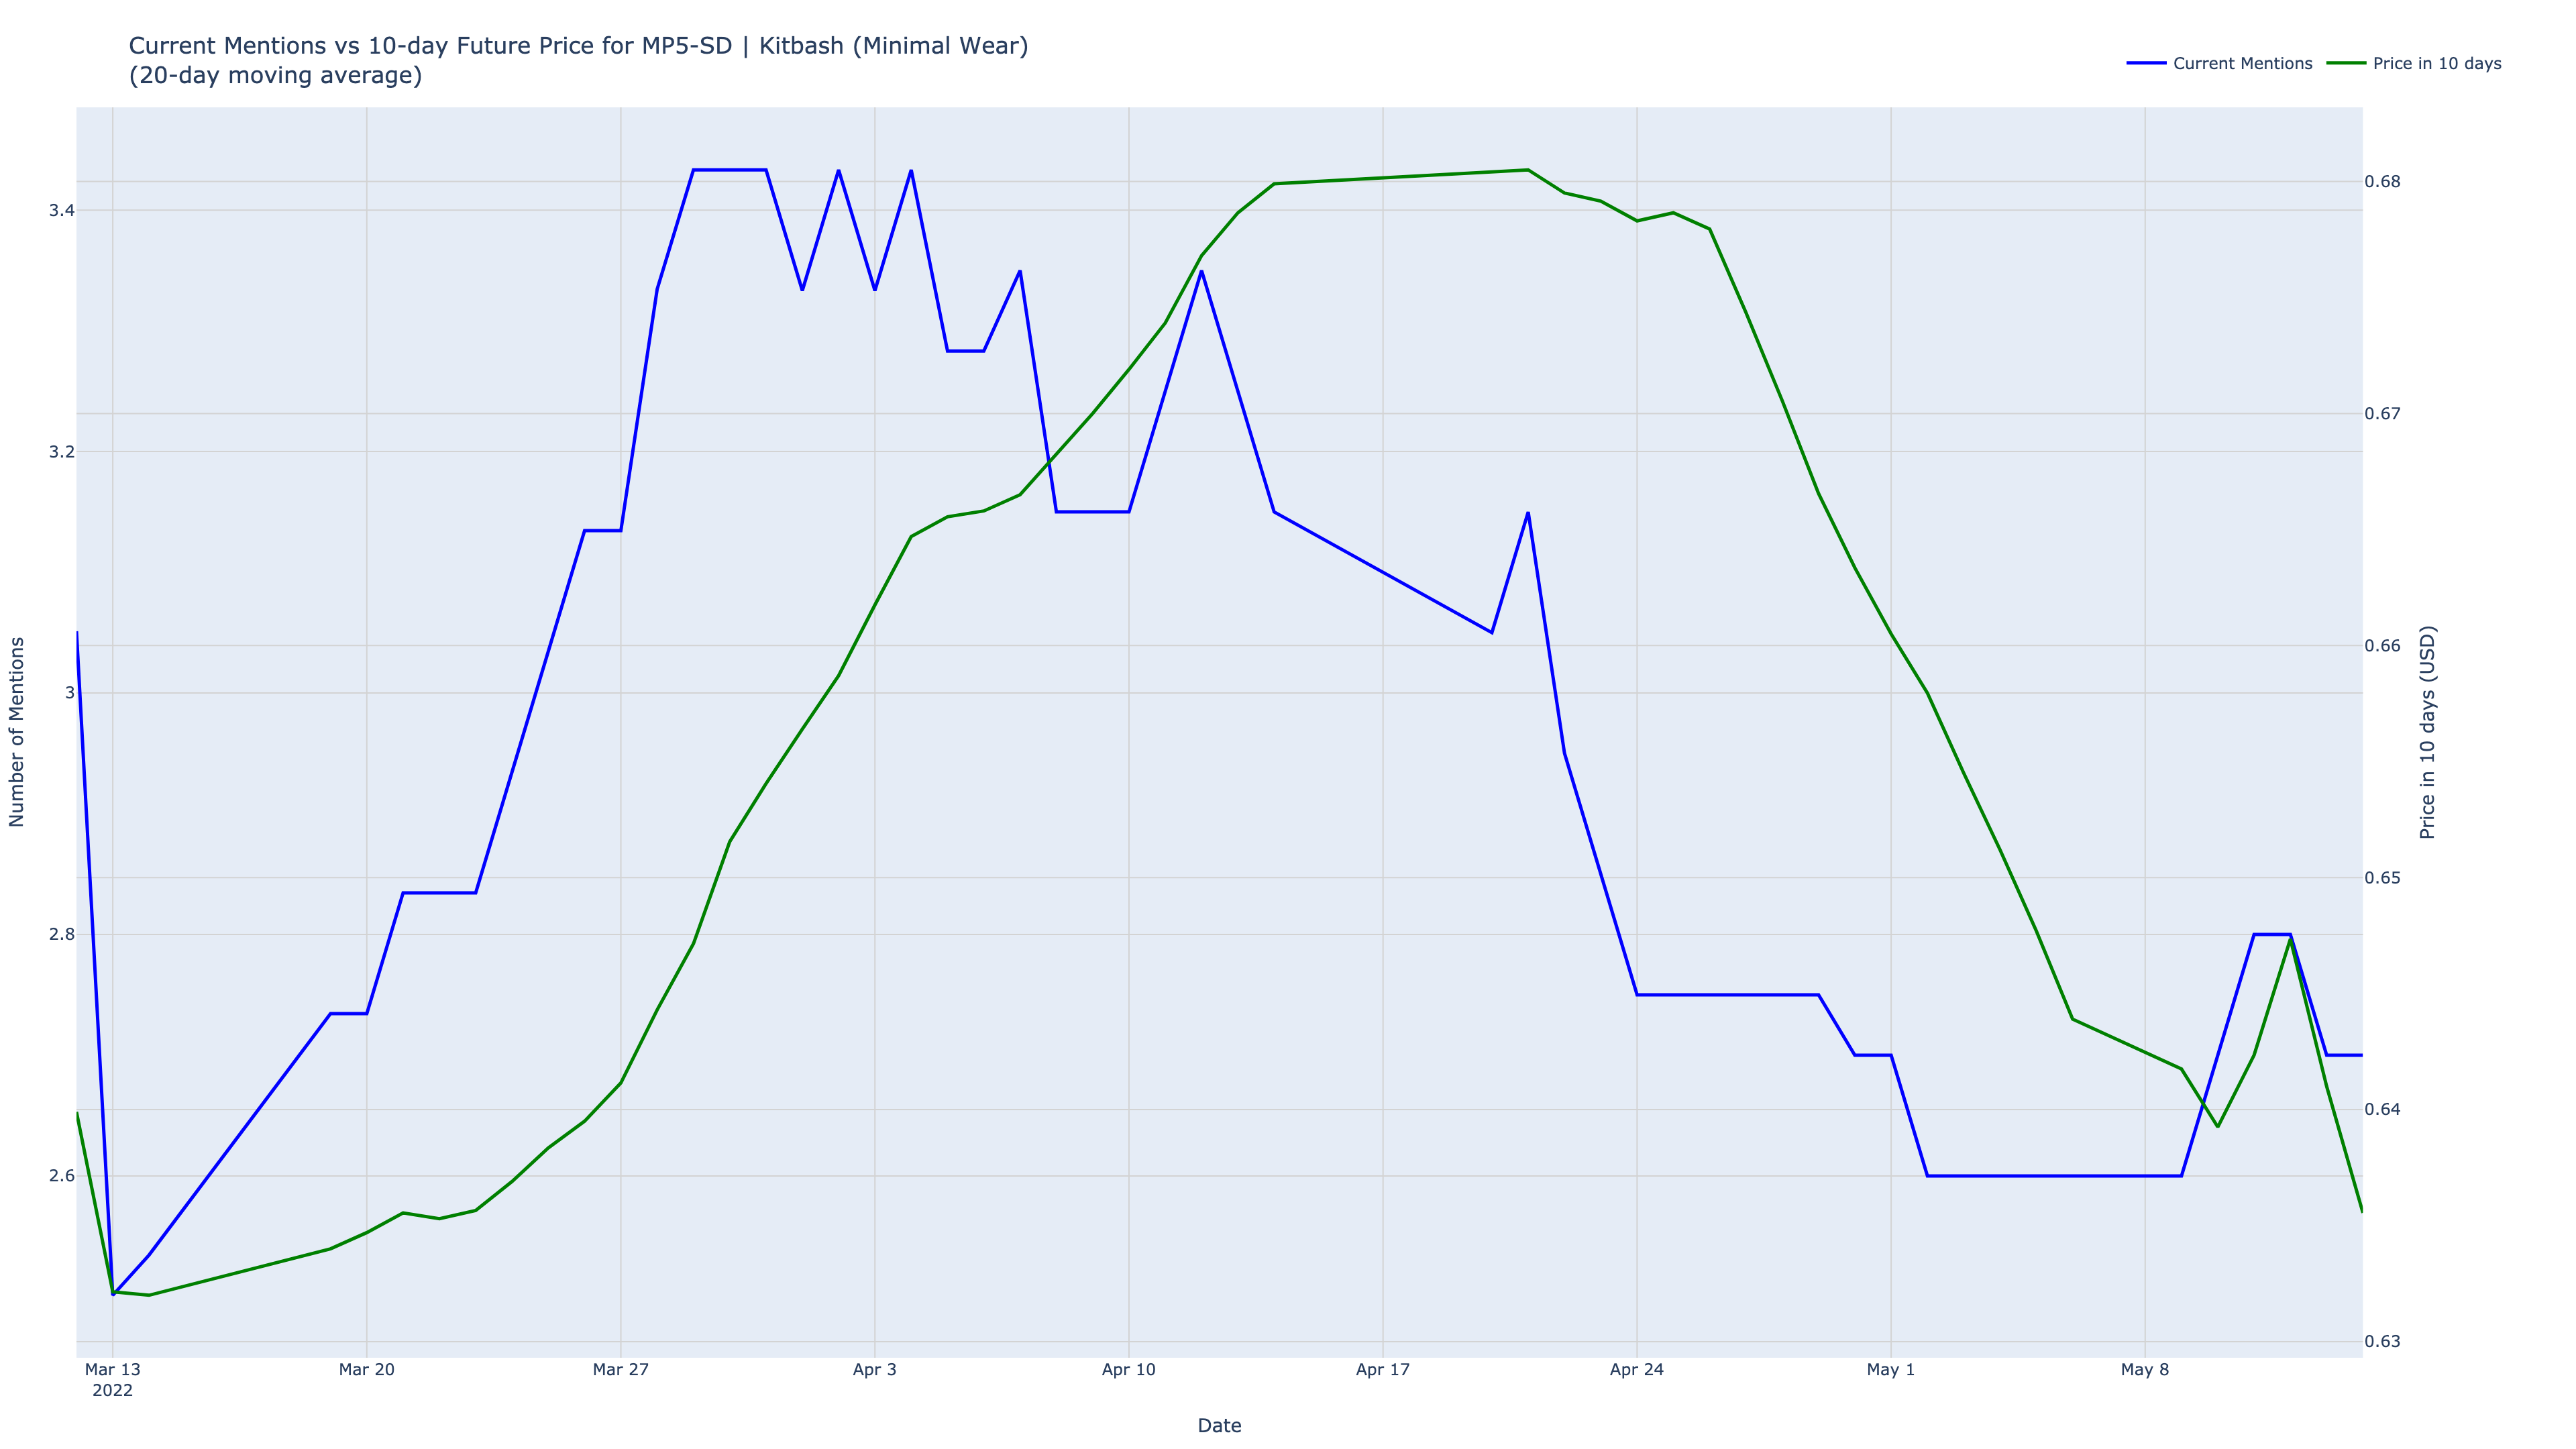 Current Mentions vs 10-day Future Price for MP5-SD | Kitbash (Minimal Wear)
(20-day moving average)
Current Mentions
Price in 10 days
3.4
3.2
3
2.8
2.6
Number of Mentions
0.68
0.67
0.66
0.65
0.64
0.63
Price in 10 days (USD)
Mar 13
2022
Mar 20
Mar 27
Apr 3
Apr 10
Apr 17
Apr 24
May 1
May 8
Date